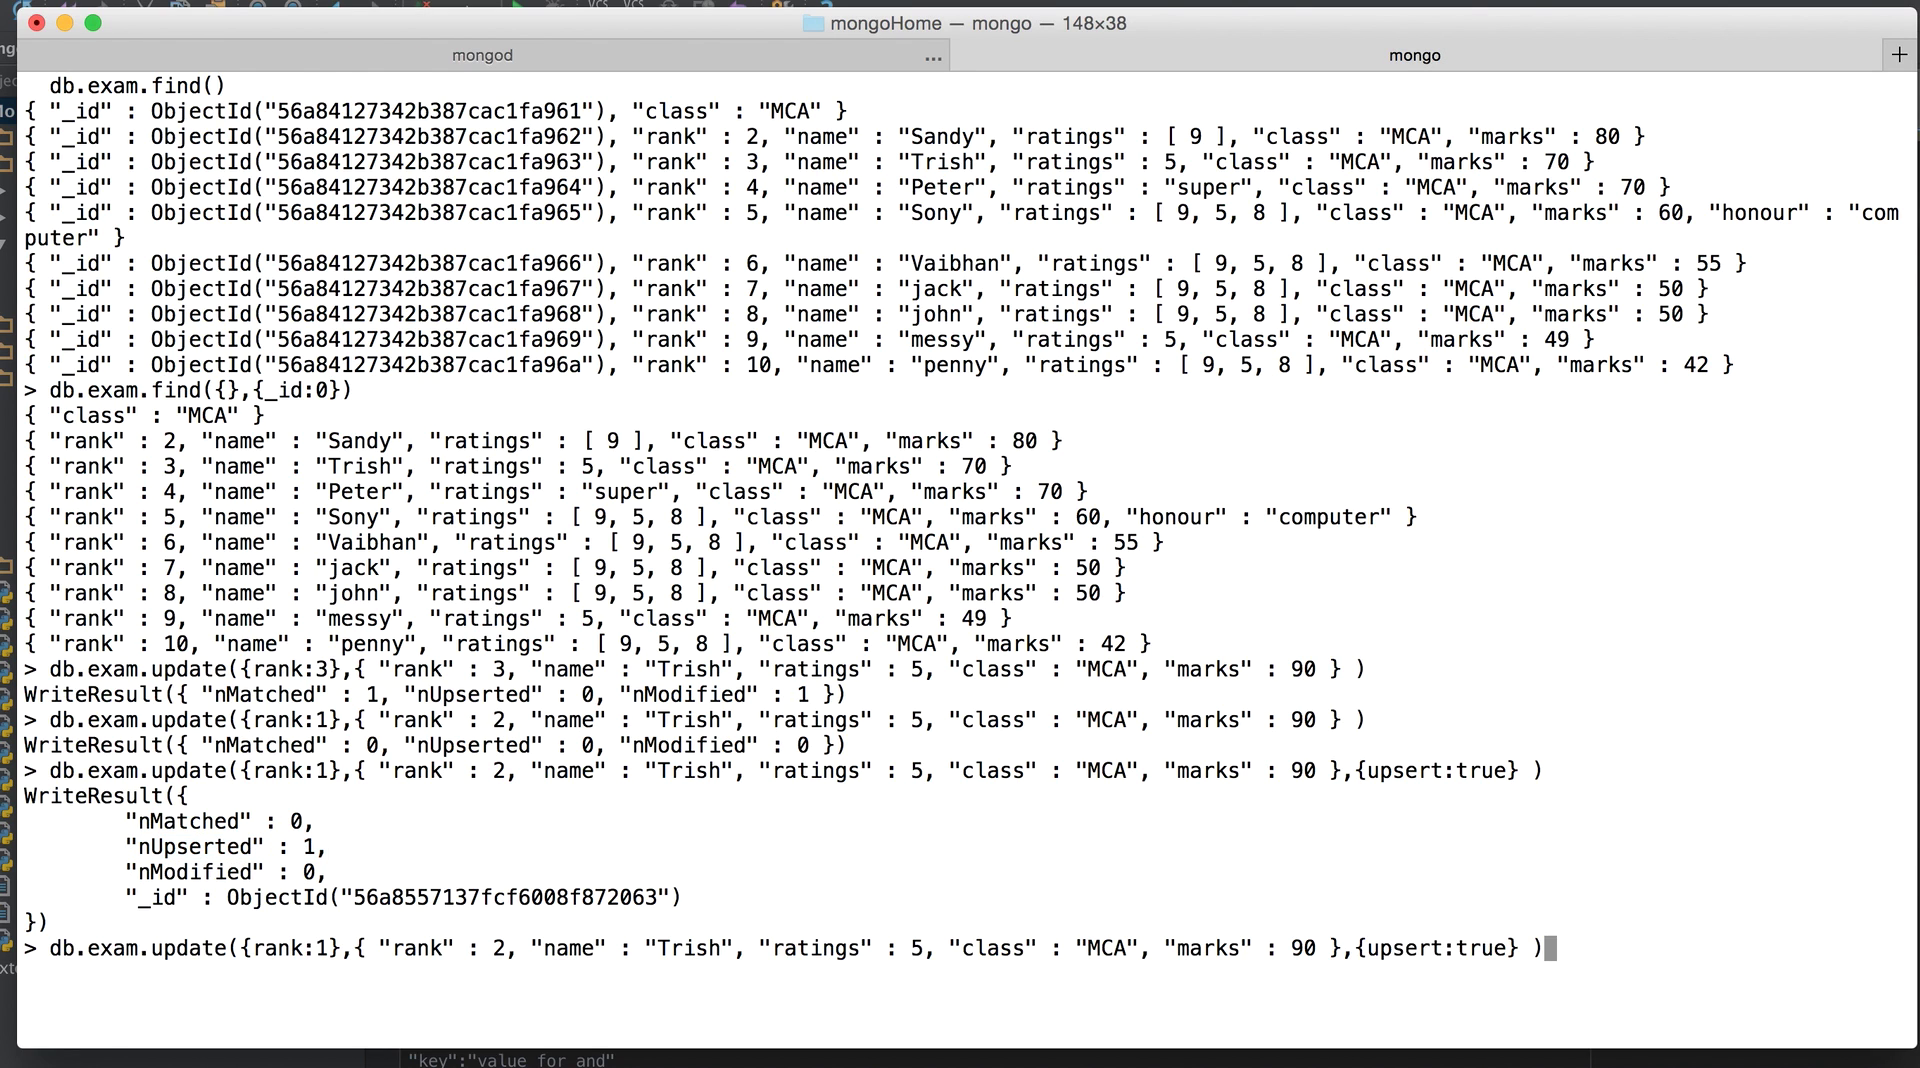 mongoHome — mongo — 148×38
mongod
...
mongo
+
db.exam.find()
{ "_id" : ObjectId("56a84127342b387cac1fa961"), "class" : "MCA" }
{ "_id" : ObjectId("56a84127342b387cac1fa962"), "rank" : 2, "name" : "Sandy", "ratings" : [ 9 ], "class" : "MCA", "marks" : 80 }
{ "_id" : ObjectId("56a84127342b387cac1fa963"), "rank" : 3, "name" : "Trish", "ratings" : 5, "class" : "MCA", "marks" : 70 }
{ "_id" : ObjectId("56a84127342b387cac1fa964"), "rank" : 4, "name" : "Peter", "ratings" : "super", "class" : "MCA", "marks" : 70 }
{ "_id" : ObjectId("56a84127342b387cac1fa965"), "rank" : 5, "name" : "Sony", "ratings" : [ 9, 5, 8 ], "class" : "MCA", "marks" : 60, "honour" : "com
puter" }
{ "_id" : ObjectId("56a84127342b387cac1fa966"), "rank" : 6, "name" : "Vaibhan", "ratings" : [ 9, 5, 8 ], "class" : "MCA", "marks" : 55 }
{ "_id" : ObjectId("56a84127342b387cac1fa967"), "rank" : 7, "name" : "jack", "ratings" : [ 9, 5, 8 ], "class" : "MCA", "marks" : 50 }
{ "_id" : ObjectId("56a84127342b387cac1fa968"), "rank" : 8, "name" : "john", "ratings" : [ 9, 5, 8 ], "class" : "MCA", "marks" : 50 }
{ "_id" : ObjectId("56a84127342b387cac1fa969"), "rank" : 9, "name" : "messy", "ratings" : 5, "class" : "MCA", "marks" : 49 }
{ "_id" : ObjectId("56a84127342b387cac1fa96a"), "rank" : 10, "name" : "penny", "ratings" : [ 9, 5, 8 ], "class" : "MCA", "marks" : 42 }
> db.exam.find({},{_id:0})
{ "class" : "MCA" }
{ "rank" : 2, "name" : "Sandy", "ratings" : [ 9 ], "class" : "MCA", "marks" : 80 }
{ "rank" : 3, "name" : "Trish", "ratings" : 5, "class" : "MCA", "marks" : 70 }
{ "rank" : 4, "name" : "Peter", "ratings" : "super", "class" : "MCA", "marks" : 70 }
{ "rank" : 5, "name" : "Sony", "ratings" : [ 9, 5, 8 ], "class" : "MCA", "marks" : 60, "honour" : "computer" }
{ "rank" : 6, "name" : "Vaibhan", "ratings" : [ 9, 5, 8 ], "class" : "MCA", "marks" : 55 }
{ "rank" : 7, "name" : "jack", "ratings" : [ 9, 5, 8 ], "class" : "MCA", "marks" : 50 }
{ "rank" : 8, "name" : "john", "ratings" : [ 9, 5, 8 ], "class" : "MCA", "marks" : 50 }
{ "rank" : 9, "name" : "messy", "ratings" : 5, "class" : "MCA", "marks" : 49 }
{ "rank" : 10, "name" : "penny", "ratings" : [ 9, 5, 8 ], "class" : "MCA", "marks" : 42 }
> db.exam.update({rank:3},{ "rank" : 3, "name" : "Trish", "ratings" : 5, "class" : "MCA", "marks" : 90 } )
WriteResult({ "nMatched" : 1, "nUpserted" : 0, "nModified" : 1 })
> db.exam.update({rank:1},{ "rank" : 2, "name" : "Trish", "ratings" : 5, "class" : "MCA", "marks" : 90 } )
WriteResult({ "nMatched" : 0, "nUpserted" : 0, "nModified" : 0 })
> db.exam.update({rank:1},{ "rank" : 2, "name" : "Trish", "ratings" : 5, "class" : "MCA", "marks" : 90 },{upsert:true} )
WriteResult({
"nMatched" : 0,
"nUpserted" : 1,
"nModified" : 0,
"_id" : ObjectId("56a8557137fcf6008f872063")
})
> db.exam.update({rank:1},{ "rank" : 2, "name" : "Trish", "ratings" : 5, "class" : "MCA", "marks" : 90 },{upsert:true} )
"key":"value for and"